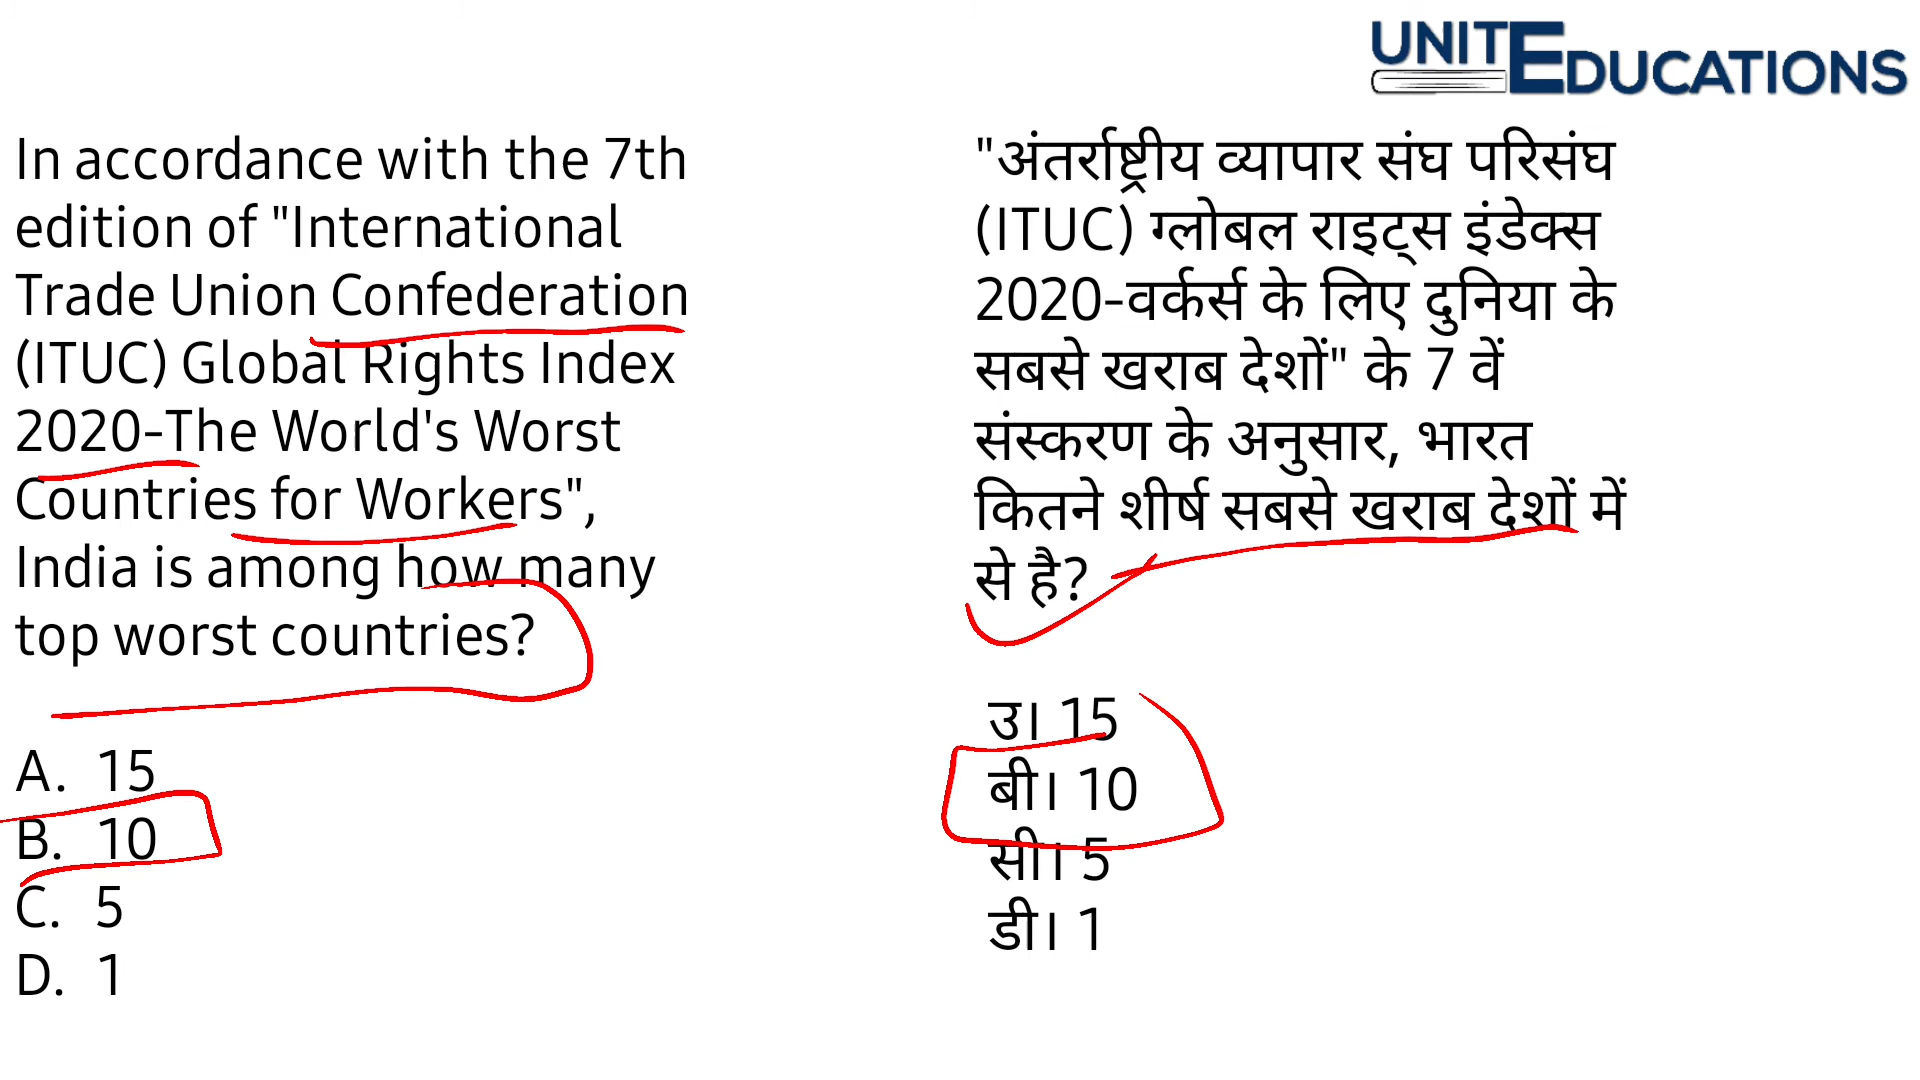 UNIT EDUCATIONS
In accordance with the 7th
edition of "International
Trade Union Confederation
(ITUC) Global Rights Index
2020-The World's Worst
Countries for Workers",
India is among how many
top worst countries?
A. 15
B. 10
C. 5
D. 1
"अंतर्राष्ट्रीय व्यापार संघ परिसंघ
(ITUC) ग्लोबल राइट्स इंडेक्स
2020-वर्कर्स के लिए दुनिया के
सबसे खराब देशों" के 7 वें
संस्करण के अनुसार, भारत
कितने शीर्ष सबसे खराब देशों में
से है?
उ। 15
बी। 10
सी। 5
डी। 1